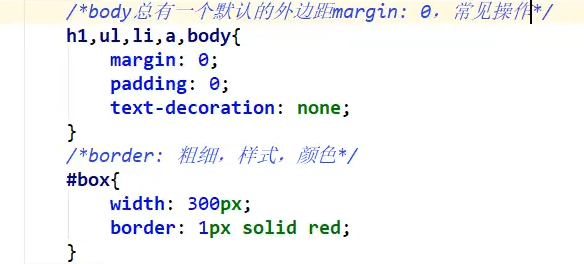 /*body总有一个默认的外边距margin: 0，常见操作*/
h1,ul,li,a,body{
margin: 0;
padding: 0;
text-decoration: none;
}
/*border: 粗细，样式，颜色*/
#box{
width: 300px;
border: 1px solid red;
}